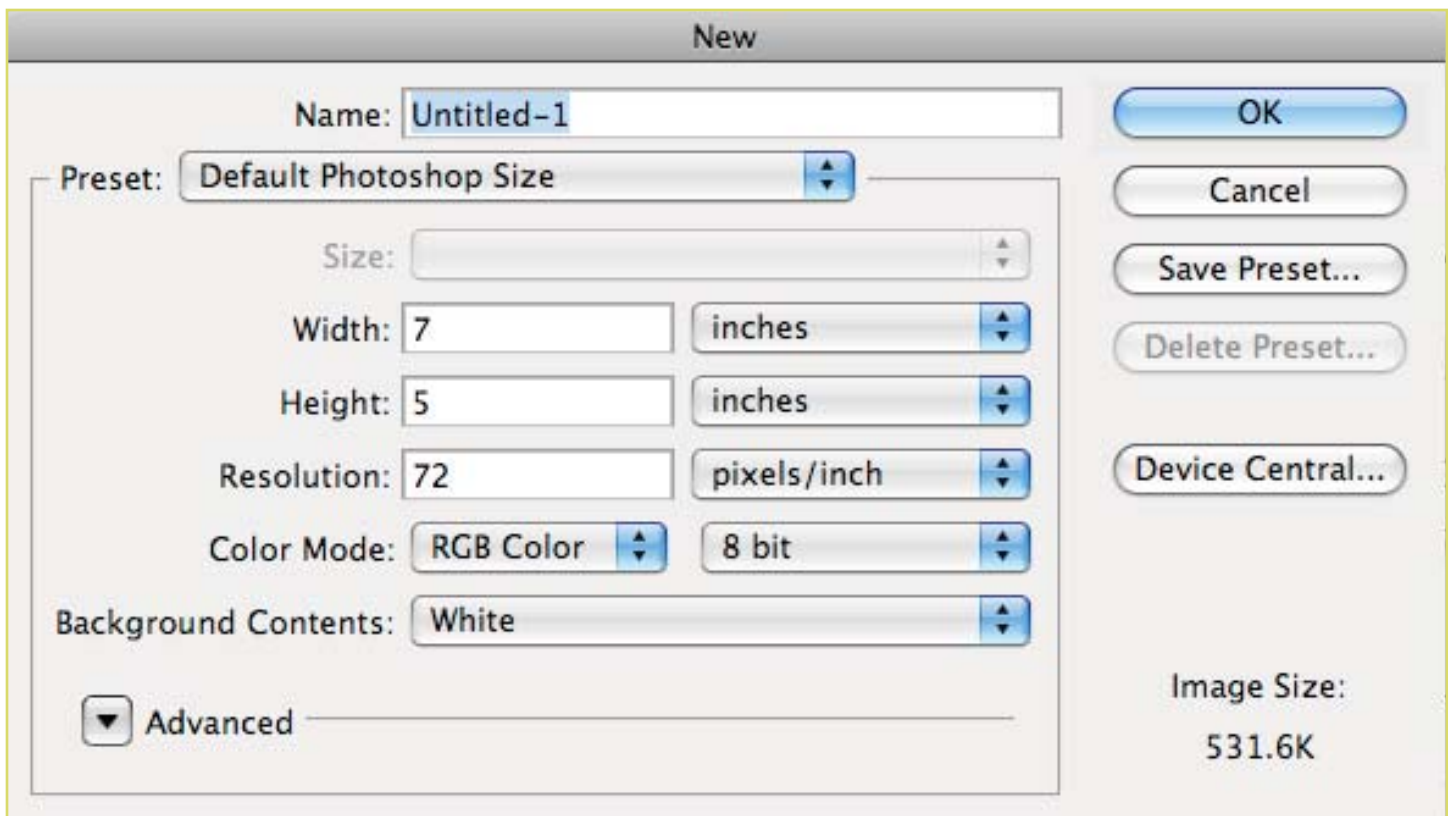 New
Name: Untitled-1
OK
Preset: Default Photoshop Size
Cancel
Size:
Save Preset...
Width: 7 inches
Delete Preset...
Height: 5 inches
Resolution: 72 pixels/inch
Device Central...
Color Mode: RGB Color 8 bit
Background Contents: White
Image Size:
Advanced
531.6K